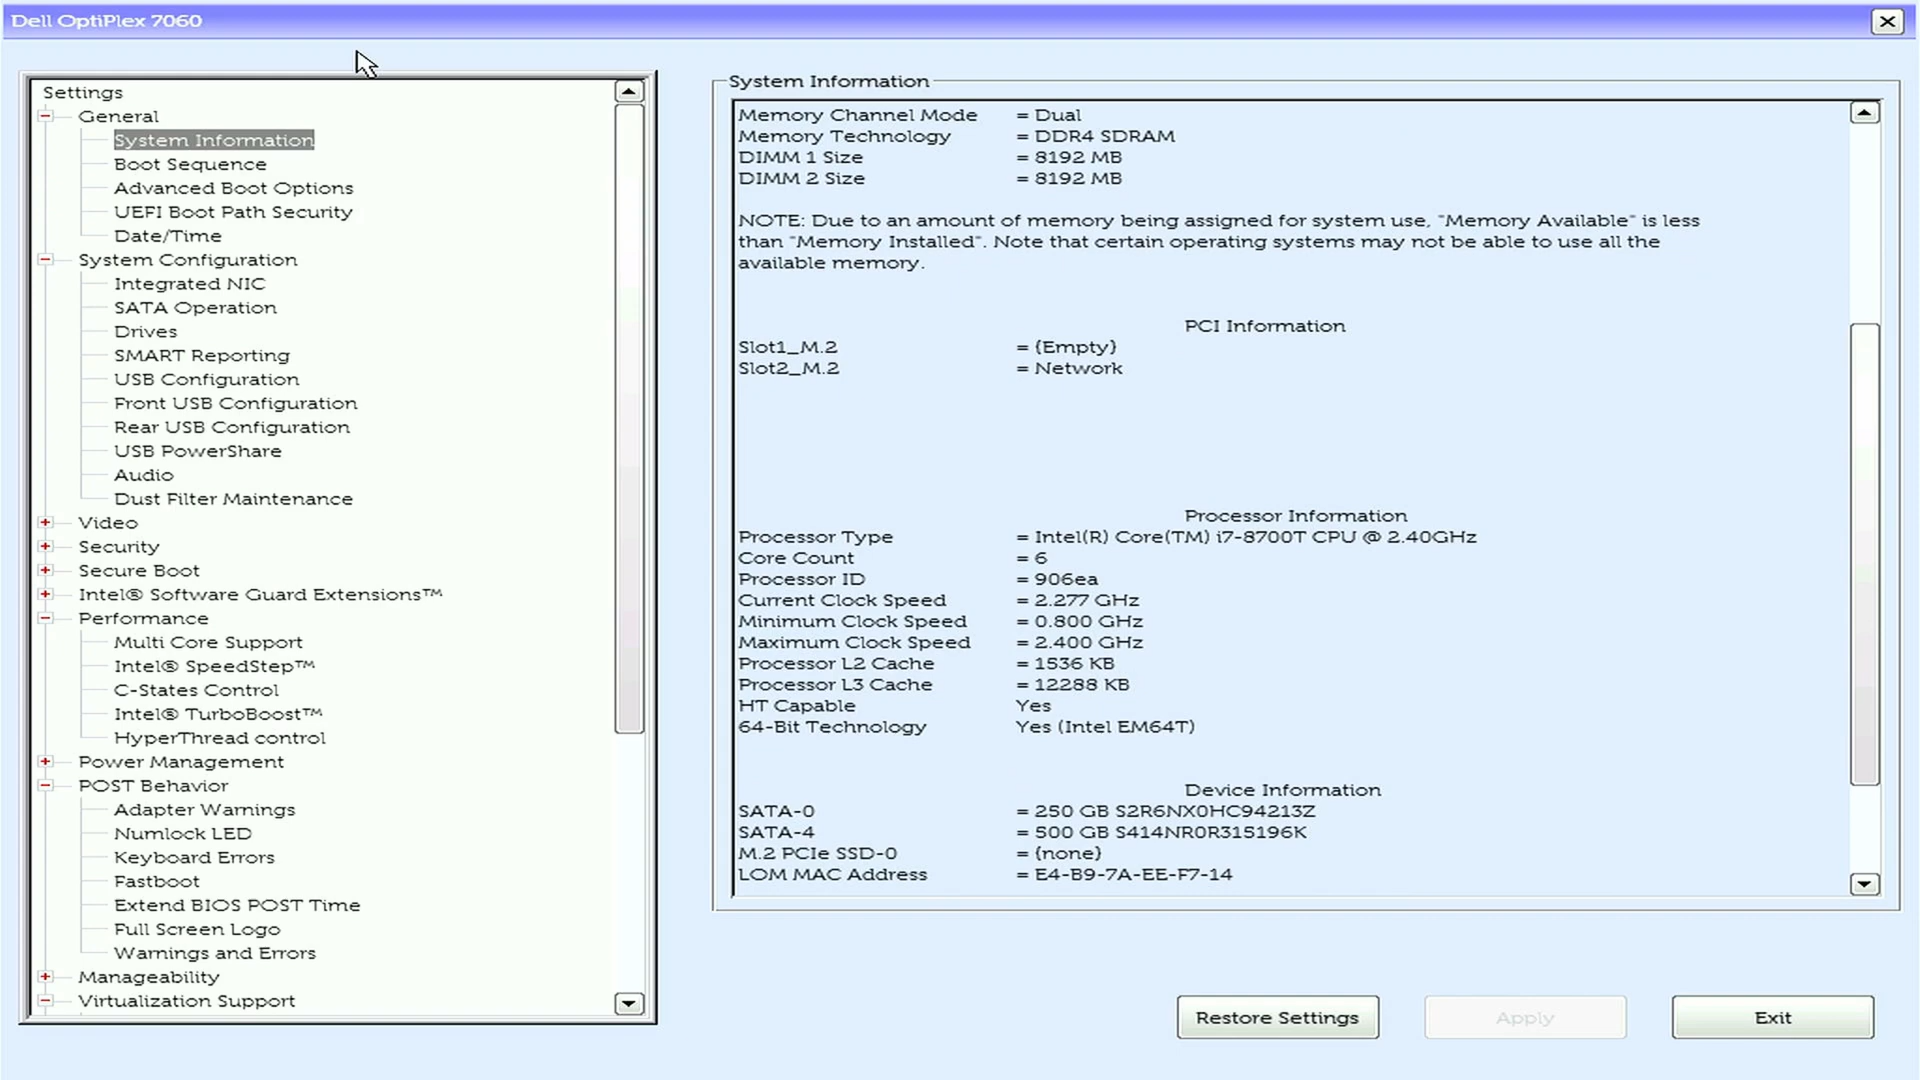 Dell OptiPlex 7060
Settings
General
System Information
Boot Sequence
Advanced Boot Options
UEFI Boot Path Security
Date/Time
System Configuration
Integrated NIC
SATA Operation
Drives
SMART Reporting
USB Configuration
Front USB Configuration
Rear USB Configuration
USB PowerShare
Audio
Dust Filter Maintenance
Video
Security
Secure Boot
Intel® Software Guard Extensions™
Performance
Multi Core Support
Intel® SpeedStep™
C-States Control
Intel® TurboBoost™
HyperThread control
Power Management
POST Behavior
Adapter Warnings
Numlock LED
Keyboard Errors
Fastboot
Extend BIOS POST Time
Full Screen Logo
Warnings and Errors
Manageability
Virtualization Support
System Information
Memory Channel Mode = Dual
Memory Technology = DDR4 SDRAM
DIMM 1 Size = 8192 MB
DIMM 2 Size = 8192 MB
NOTE: Due to an amount of memory being assigned for system use, "Memory Available" is less
than "Memory Installed". Note that certain operating systems may not be able to use all the
available memory.
PCI Information
Slot1_M.2 = {Empty}
Slot2_M.2 = Network
Processor Information
Processor Type = Intel(R) Core(TM) i7-8700T CPU @ 2.40GHz
Core Count = 6
Processor ID = 906ea
Current Clock Speed = 2.277 GHz
Minimum Clock Speed = 0.800 GHz
Maximum Clock Speed = 2.400 GHz
Processor L2 Cache = 1536 KB
Processor L3 Cache = 12288 KB
HT Capable Yes
64-Bit Technology Yes (Intel EM64T)
Device Information
SATA-0 = 250 GB S2R6NX0HC94213Z
SATA-4 = 500 GB S414NR0R315196K
M.2 PCIe SSD-0 = {none}
LOM MAC Address = E4-B9-7A-EE-F7-14
Restore Settings
Apply
Exit